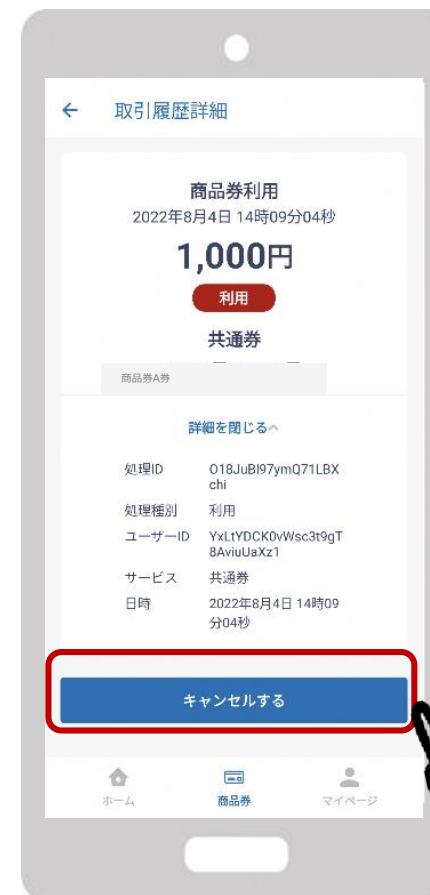 ← 取引履歴詳細
商品券利用
2022年8月4日 14時09分04秒
1,000円
利用
共通券
商品券A券
詳細を閉じる^
処理ID O18JuBI97ymQ71LBX
chi
処理種別 利用
ユーザーID YxLtYDCK0vWsc3t9gT
8AviuUaXz1
サービス 共通券
日時 2022年8月4日 14時09
分04秒
キャンセルする
ホーム 商品券 マイページ